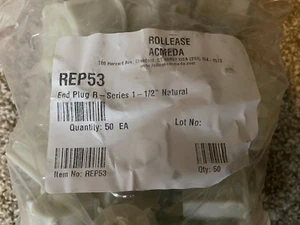 ROLLEASE
ACMEDA
REP53
End Plug R-Series 1-1/2" Natural
Quantity: 50 EA
Lot No:
Item No: REP53
Qty: 50